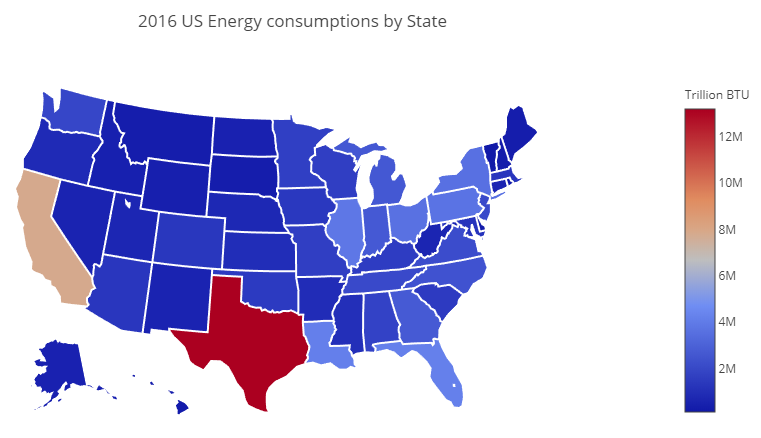 2016 US Energy consumptions by State
Trillion BTU
12M
10M
8M
6M
4M
2M